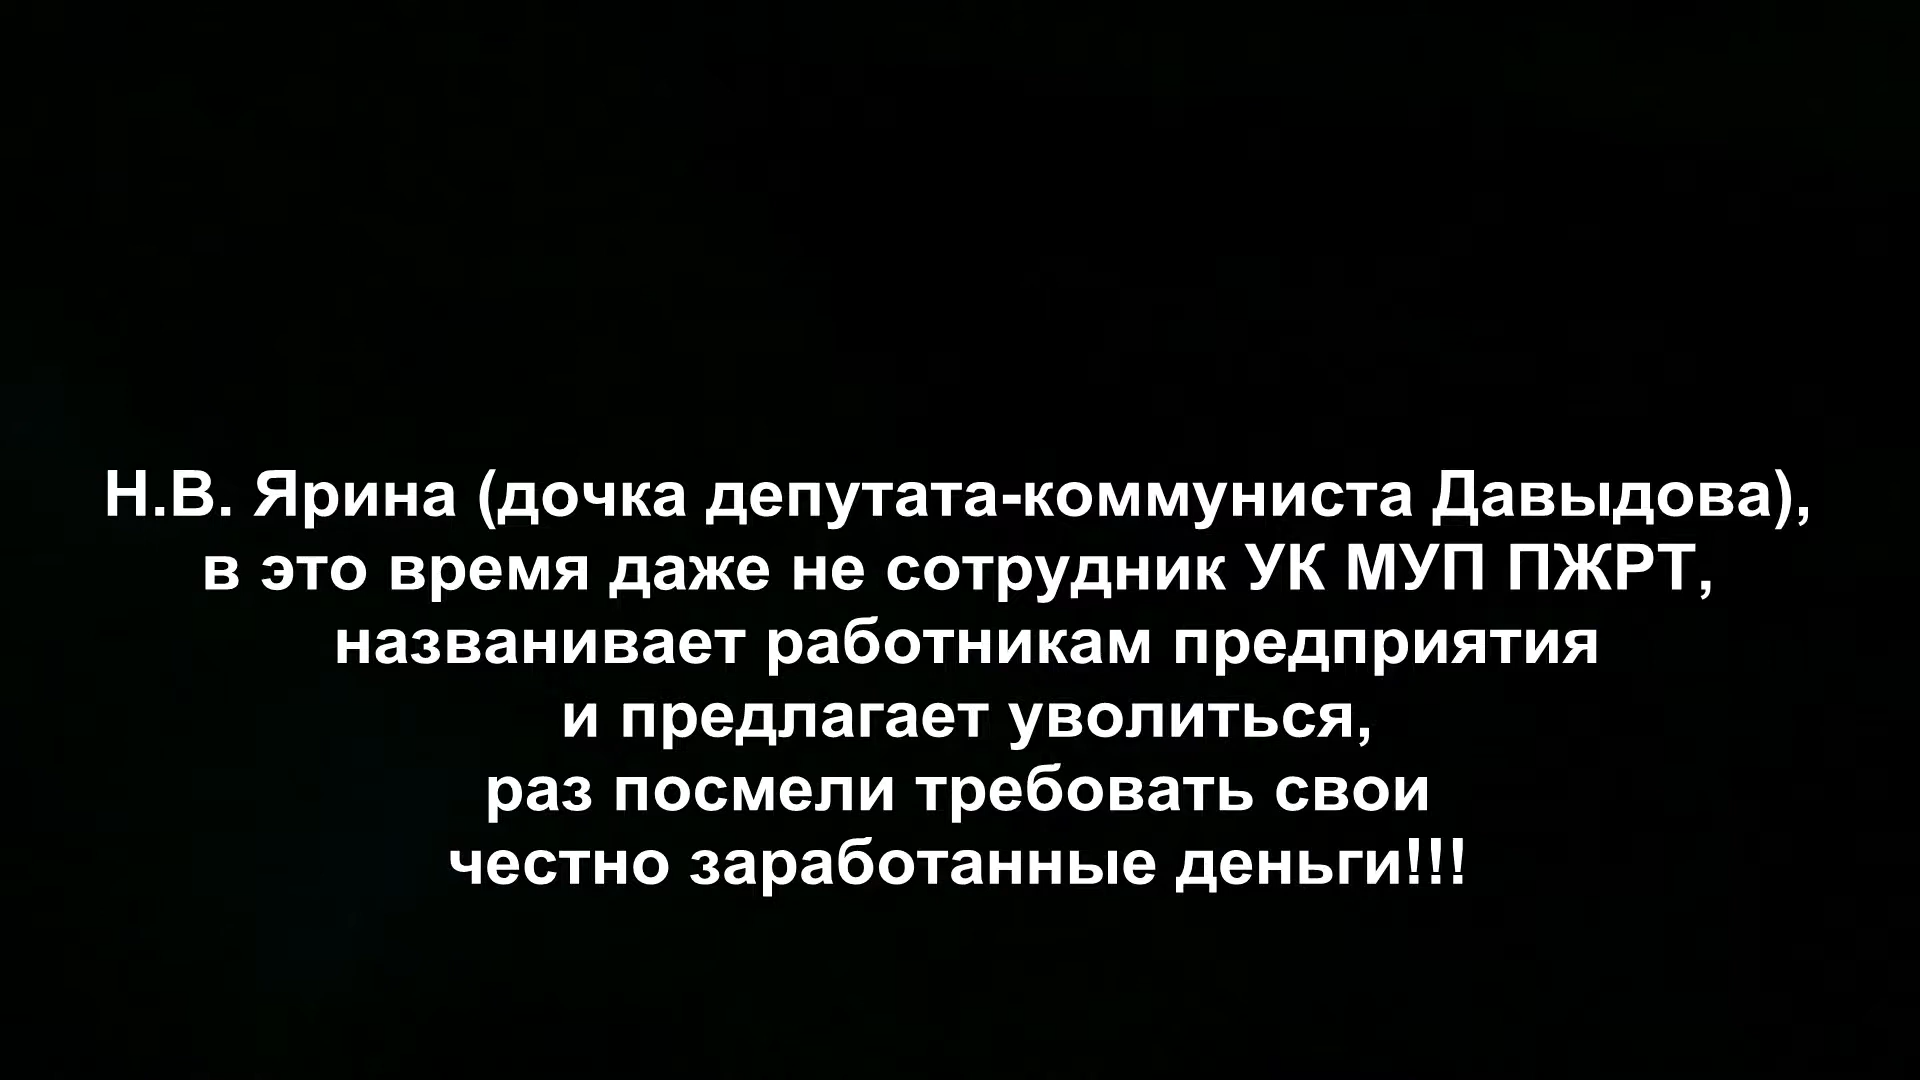 Н.В. Ярина (дочка депутата-коммуниста Давыдова),
в это время даже не сотрудник УК МУП ПЖРТ,
названивает работникам предприятия
и предлагает уволиться,
раз посмели требовать свои
честно заработанные деньги!!!